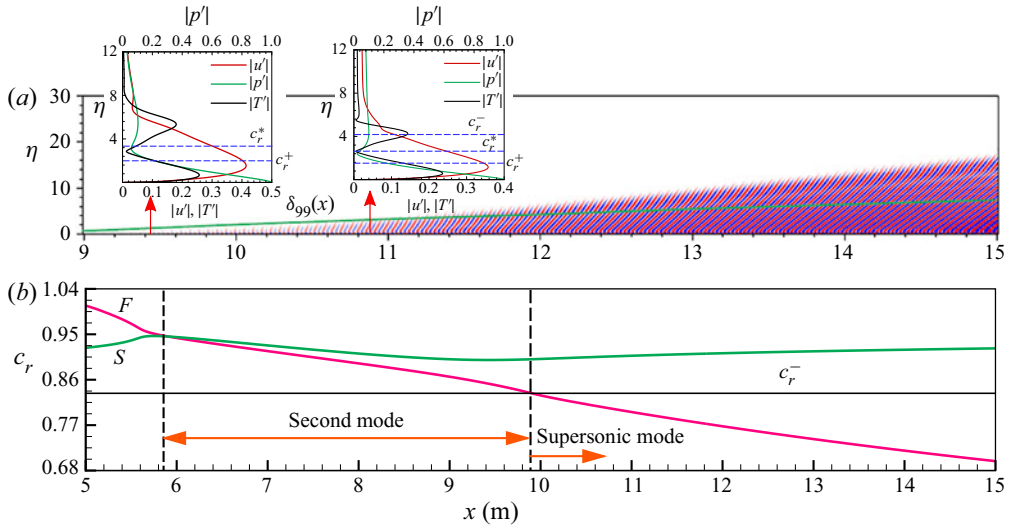 |p′| |p′|
0 0.2 0.4 0.6 0.8 1.0 0 0.2 0.4 0.6 0.8 1.0
12 12
|u′| |u′|
|p′| |p′|
(a) 30 8 |T′| 8 |T′|
η η
c_r^* c_r^-
20 4 4 c_r^*
η c_r^+ c_r^+
10 0 0.1 0.2 0.3 0.4 0.5 0 0.1 0.2 0.3 0.4
|u′|, |T′| δ99(x) |u′|, |T′|
0
9 10 11 12 13 14 15
(b) 1.04
F
0.95
S
c_r 0.86 c_r^-
0.77 Second mode
Supersonic mode
0.68
5 6 7 8 9 10 11 12 13 14 15
x (m)